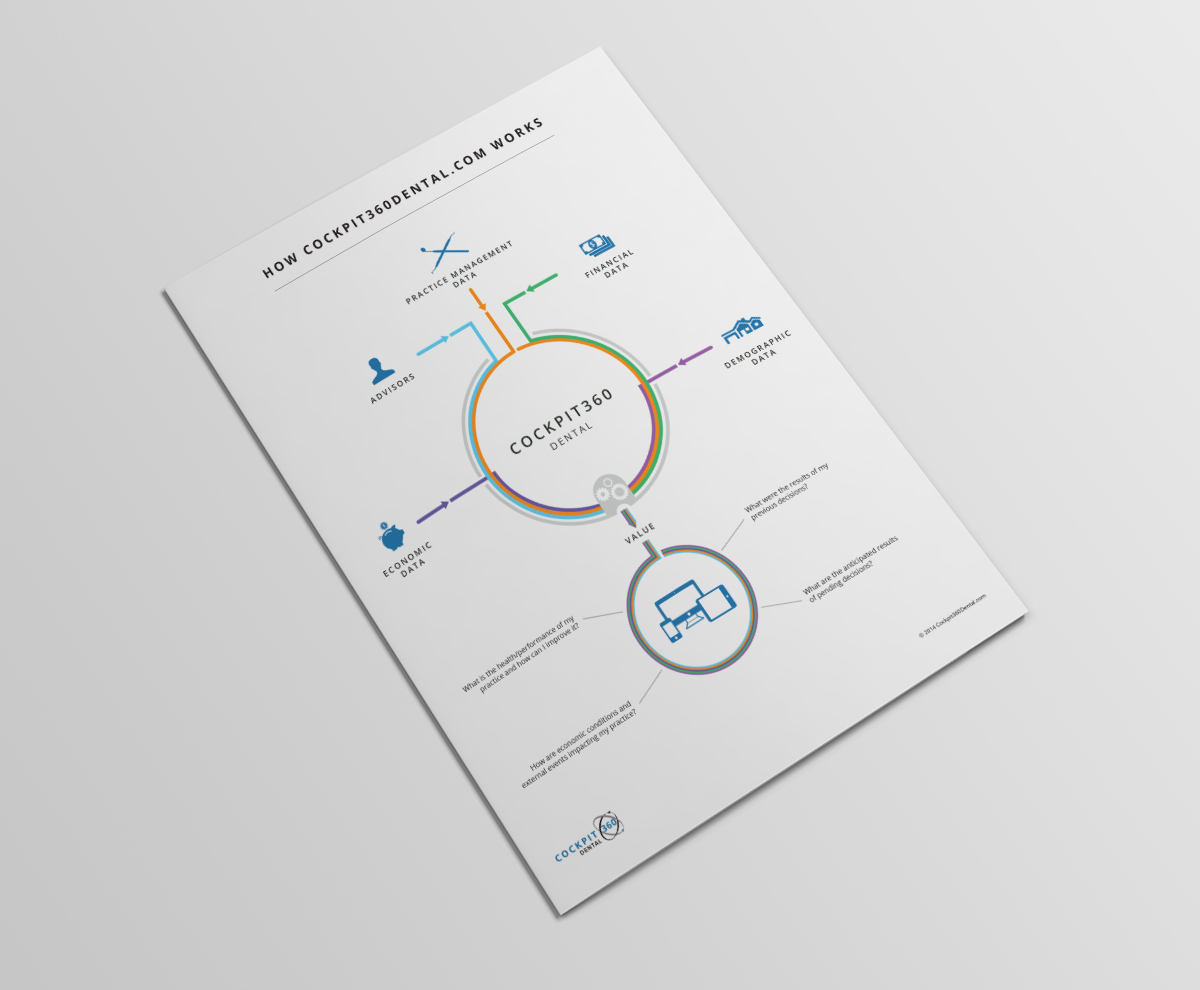 HOW COCKPIT360DENTAL.COM WORKS
PRACTICE MANAGEMENT
DATA
FINANCIAL
DATA
ADVISORS
DEMOGRAPHIC
DATA
COCKPIT360
DENTAL
ECONOMIC
DATA
VALUE
What were the results of my
previous decisions?
What are the anticipated results
of pending decisions?
What is the health/performance of my
practice and how can I improve it?
How are economic conditions and
external events impacting my practice?
© 2014 Cockpit360Dental.com
COCKPIT 360
DENTAL